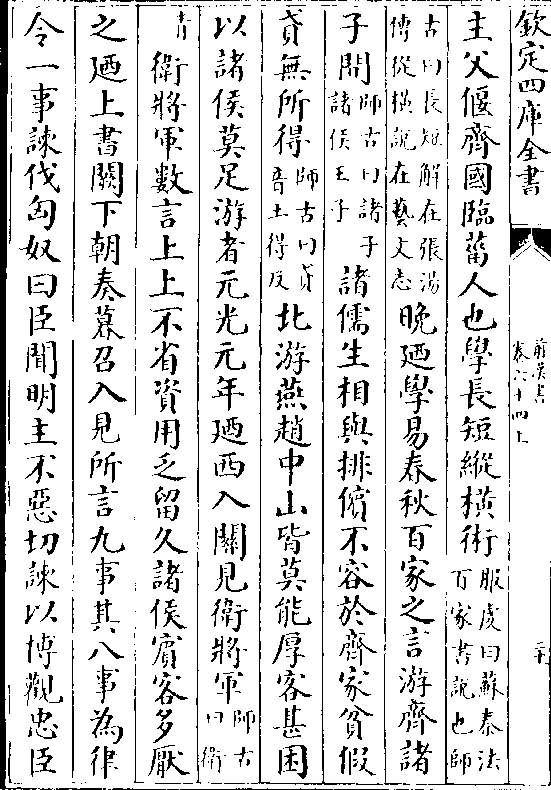 欽定四庫全書
前漢書
卷六十四上
二十
主父偃齊國臨菑人也學長短縱橫術服虔曰蘇秦法百家書說也師
古曰長短解在張湯傳從橫說在藝文志晚廼學易春秋百家之言游齊諸
子間師古曰諸子諸侯王子諸儒生相與排儐不容於齊家貧假
貣無所得師古曰貣音土得反北游燕趙中山皆莫能厚客甚困
以諸侯莫足游者元光元年廼西入關見衛將軍師古曰衛
青衛將軍數言上上不省資用乏留久諸侯賓客多厭
之廼上書闕下朝奏暮召入見所言九事其八事為律
令一事諫伐匈奴曰臣聞明主不惡切諫以博觀忠臣